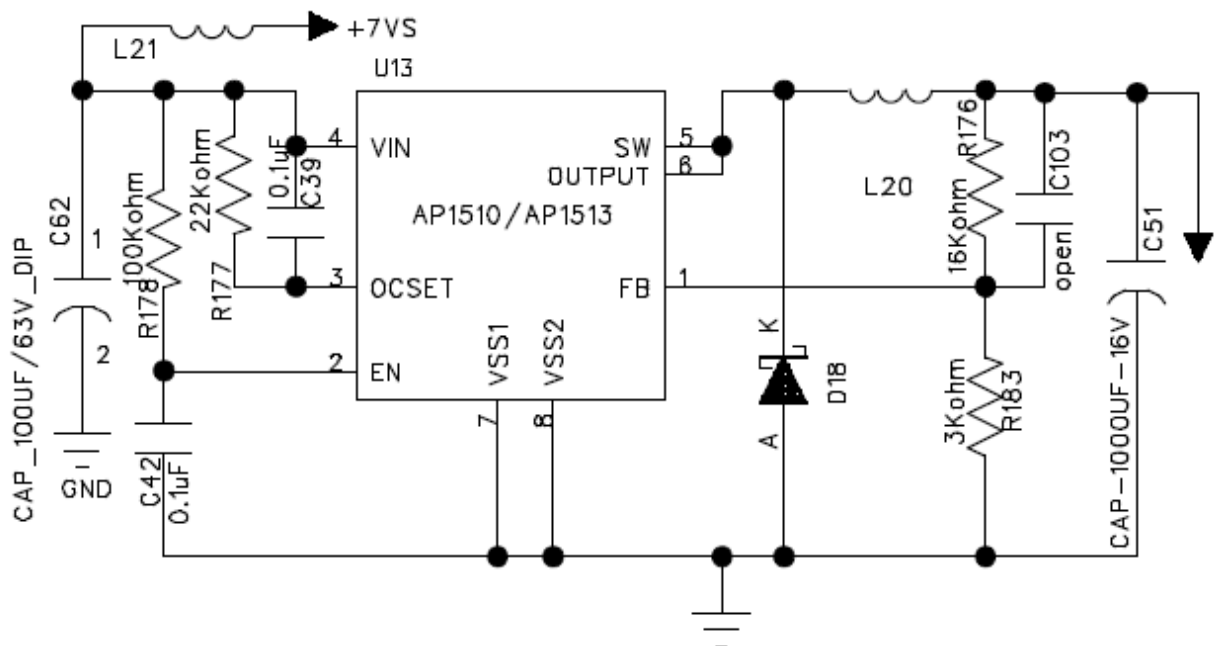 +7VS
L21
U13
4
VIN
SW
5
OUTPUT
6
AP1510/AP1513
3
OCSET
FB
1
2
EN
VSS1
VSS2
7
8
C62
1
2
CAP_100UF/63V_DIP
GND
100Kohm
R178
22Kohm
R177
0.1uF
C39
C42
0.1uF
L20
K
D18
A
R176
16Kohm
C103
open
3Kohm
R183
C51
CAP-1000UF-16V